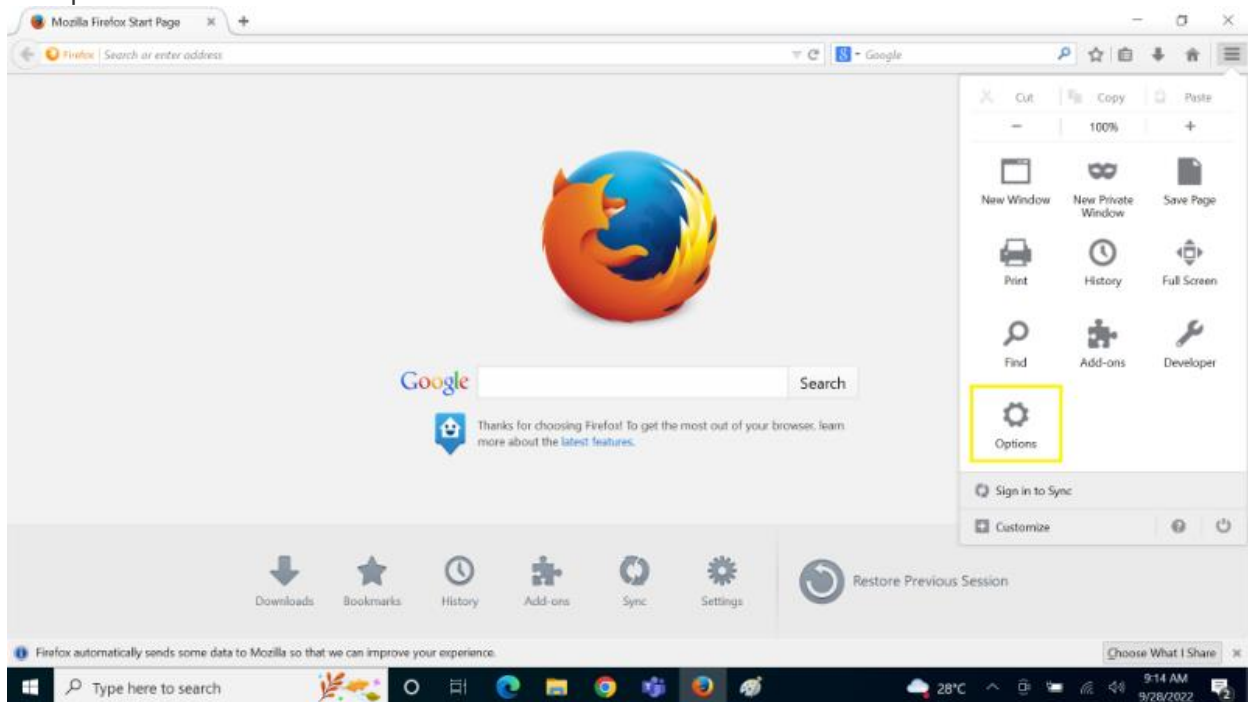 Mozilla Firefox Start Page
Firefox Search or enter address
8 Google
Cut Copy Paste
100%
New Window New Private Window Save Page
Print History Full Screen
Find Add-ons Developer
Options
Sign in to Sync
Customize
Google Search
Thanks for choosing Firefox! To get the most out of your browser, learn
more about the latest features.
Downloads Bookmarks History Add-ons Sync Settings
Restore Previous Session
Firefox automatically sends some data to Mozilla so that we can improve your experience.
Choose What I Share
Type here to search
28°C
9:14 AM
9/28/2022
2